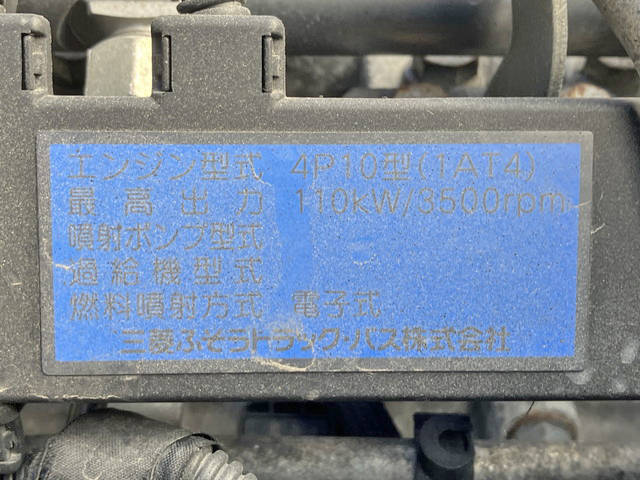 エンジン型式 4P10型(1AT4)
最高出力 110kW/3500rpm
噴射ポンプ型式
過給機型式
燃料噴射方式 電子式
三菱ふそうトラック・バス株式会社